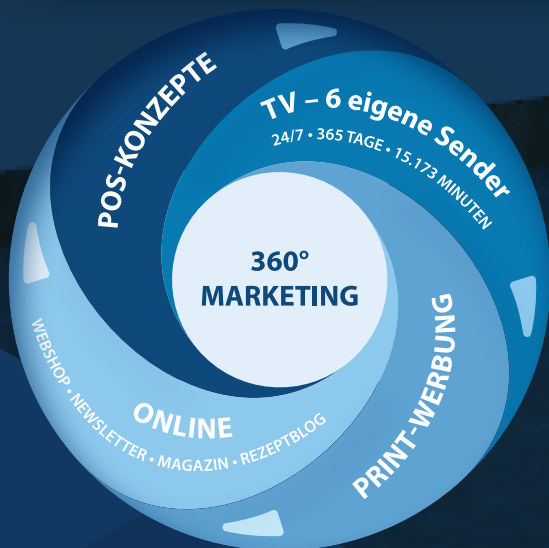 POS-KONZEPTE
TV – 6 eigene Sender
24/7 • 365 TAGE • 15.173 MINUTEN
360°
MARKETING
PRINT-WERBUNG
ONLINE
WEBSHOP • NEWSLETTER • MAGAZIN • REZEPTBLOG